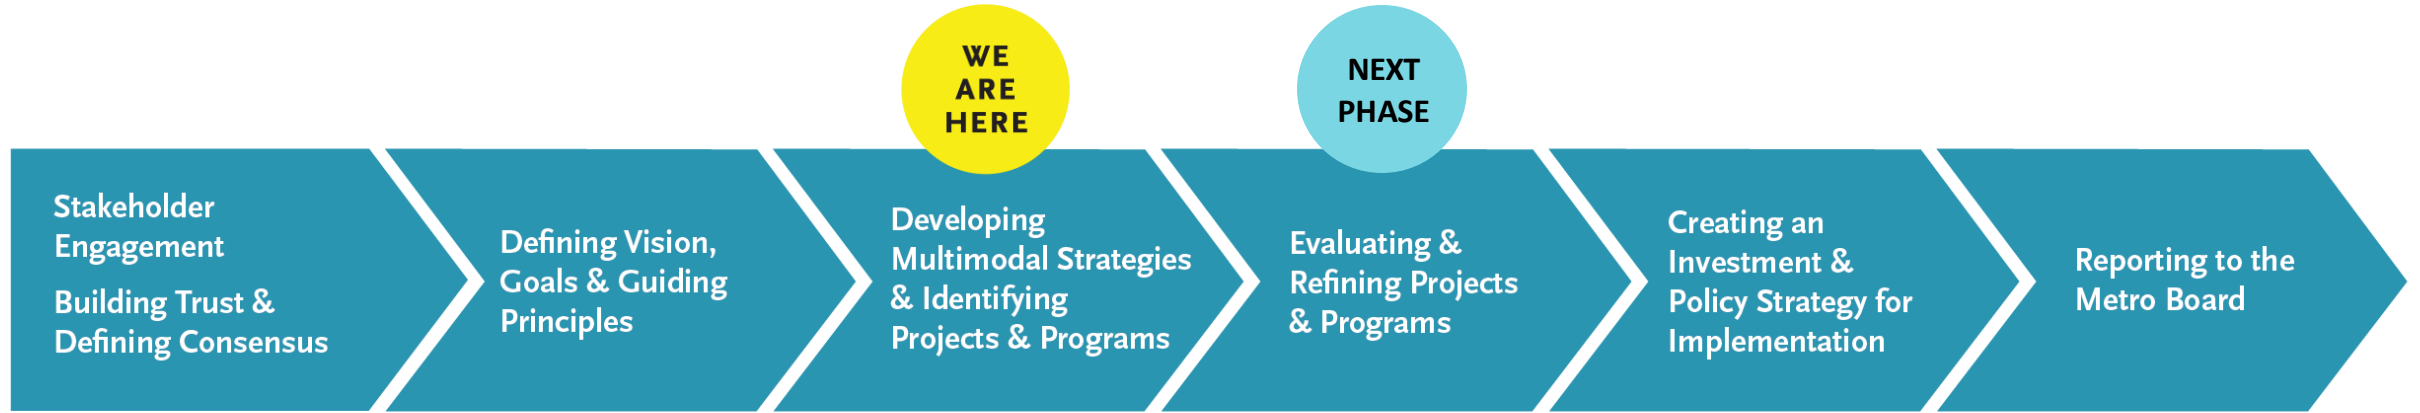 WE
ARE
HERE
NEXT
PHASE
Stakeholder
Engagement
Building Trust &
Defining Consensus
Defining Vision,
Goals & Guiding
Principles
Developing
Multimodal Strategies
& Identifying
Projects & Programs
Evaluating &
Refining Projects
& Programs
Creating an
Investment &
Policy Strategy for
Implementation
Reporting to the
Metro Board